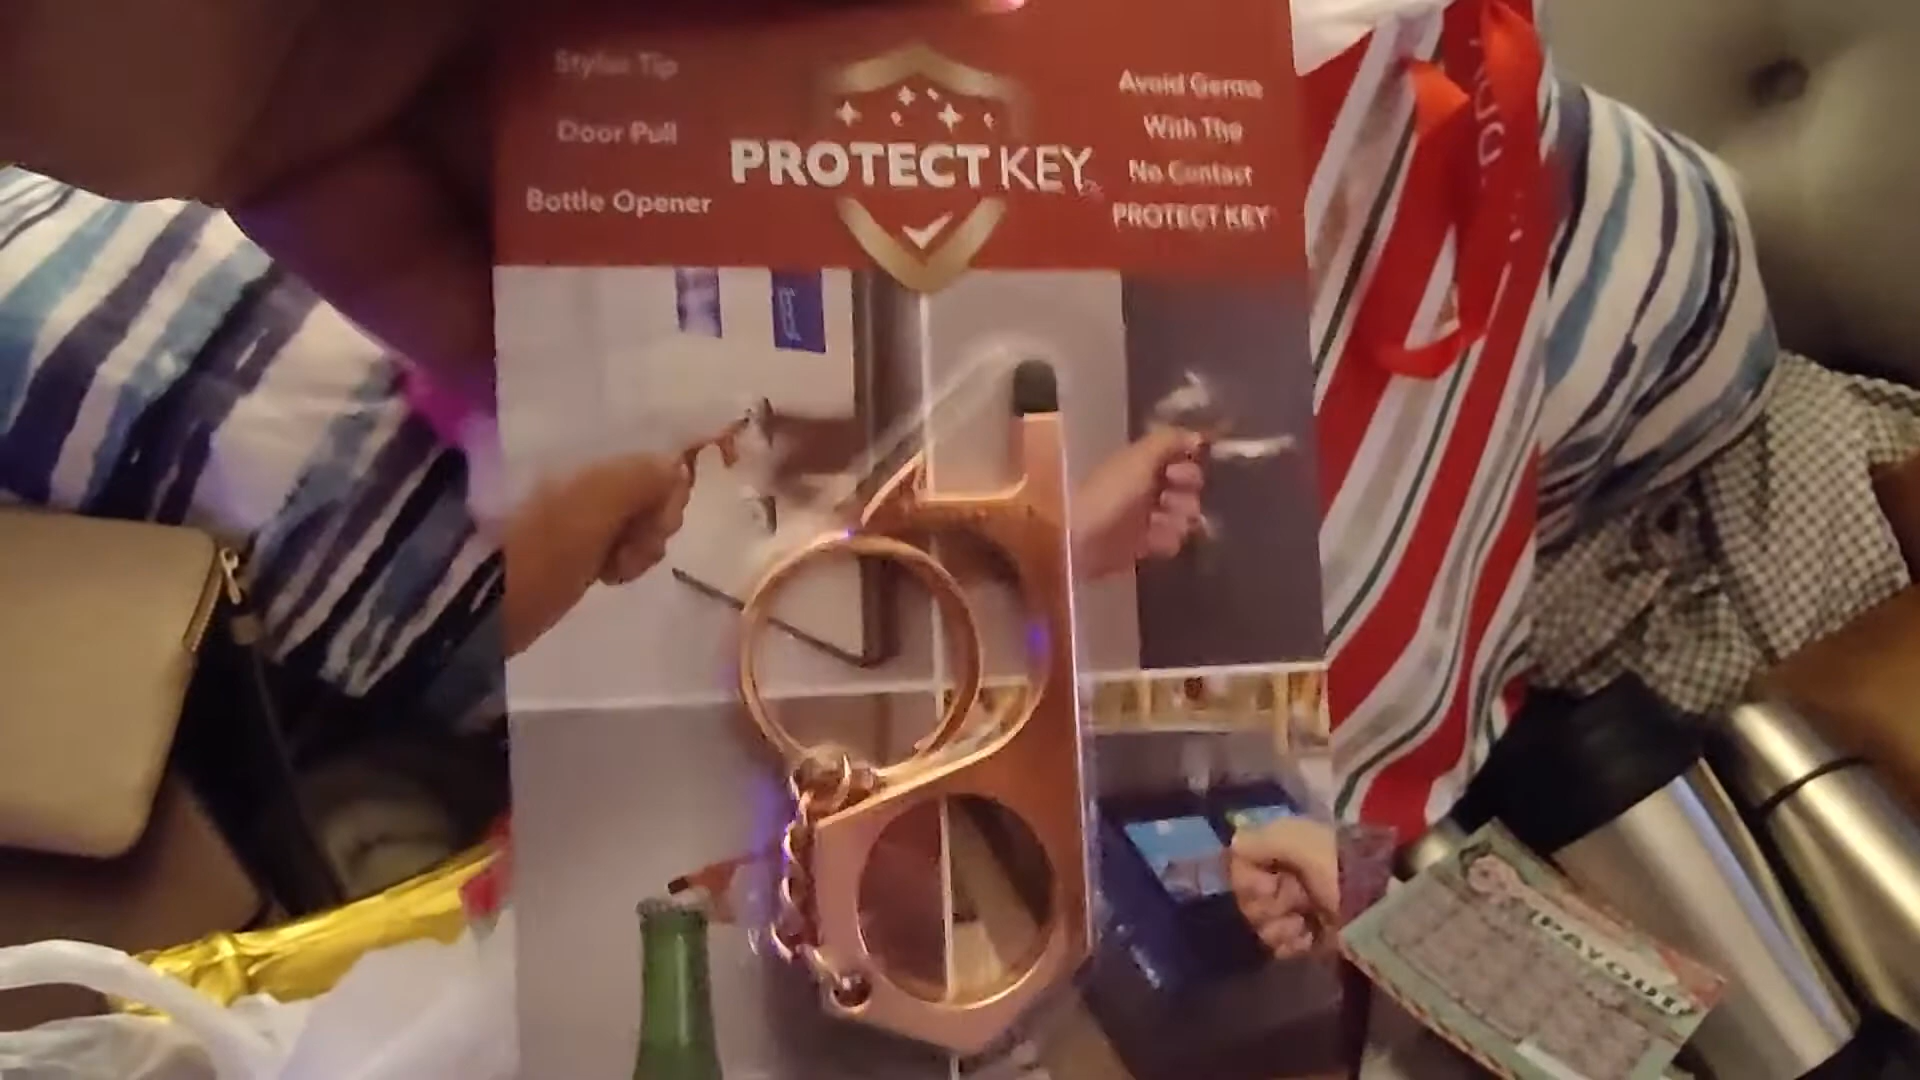 Stylus Tip
Door Pull
Bottle Opener
PROTECT KEY
Avoid Germs
With The
No Contact
PROTECT KEY
PAYOUT